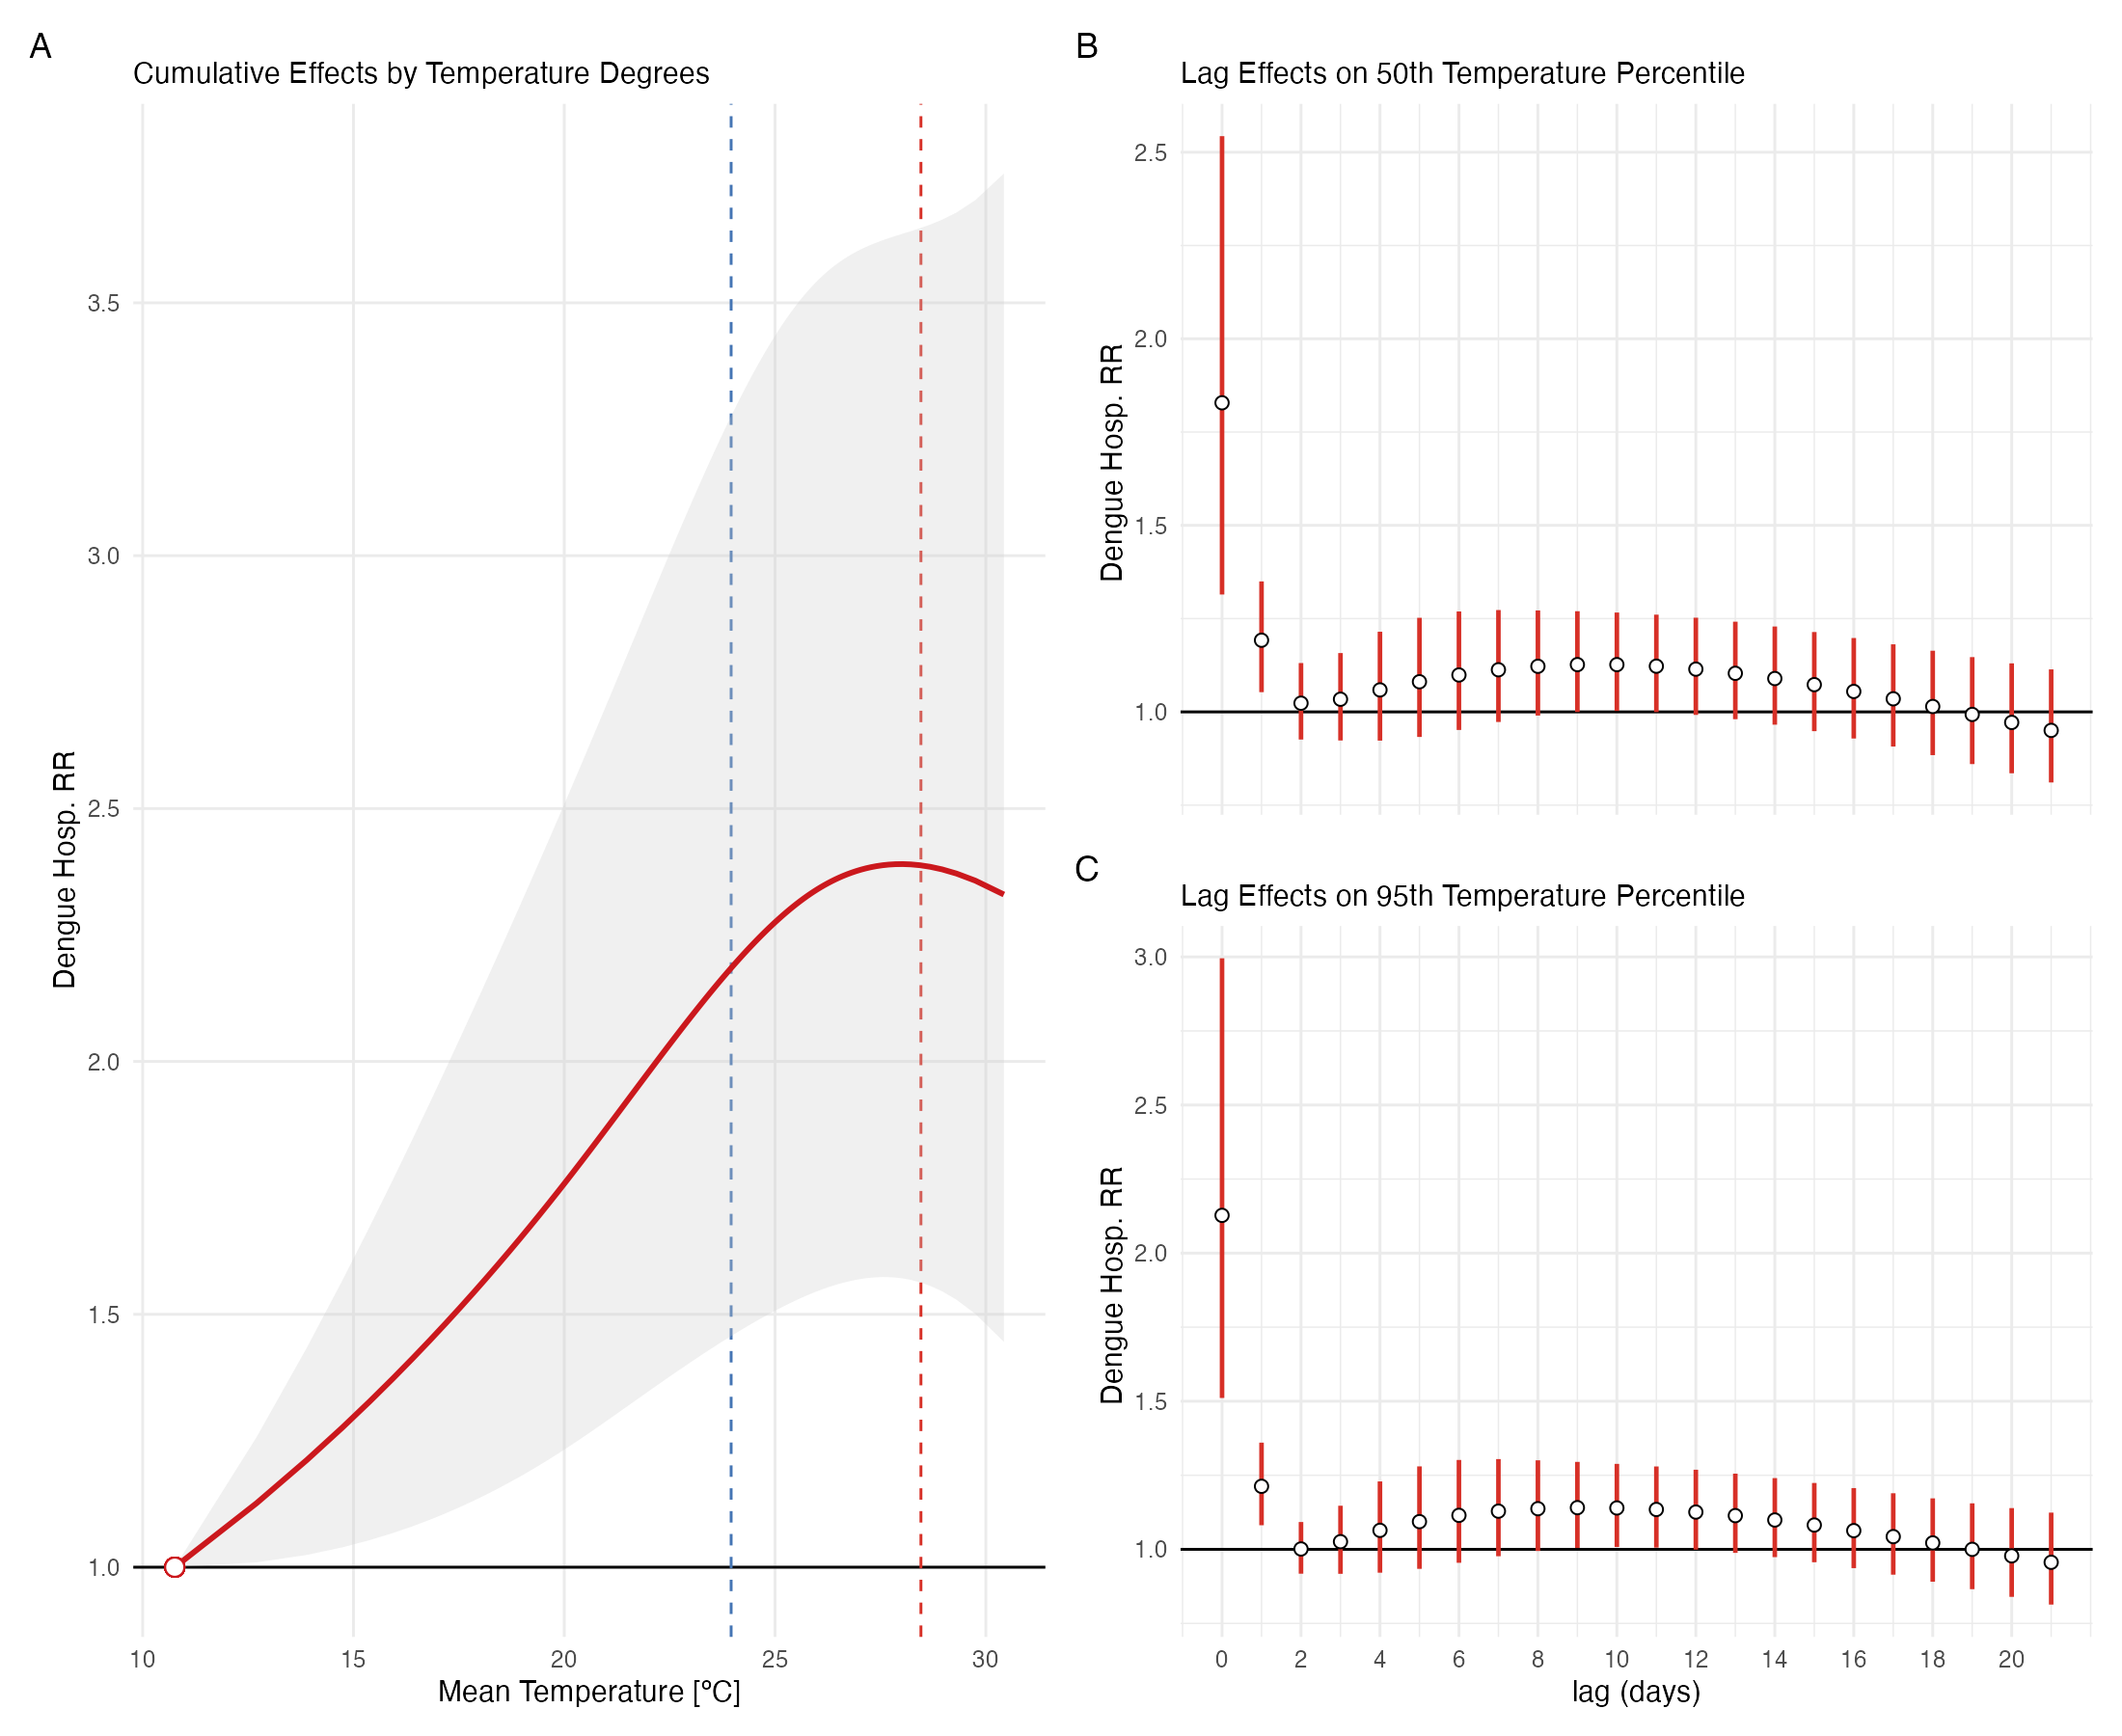 A
Cumulative Effects by Temperature Degrees
Dengue Hosp. RR
3.5
3.0
2.5
2.0
1.5
1.0
10 15 20 25 30
Mean Temperature [°C]
B
Lag Effects on 50th Temperature Percentile
Dengue Hosp. RR
2.5
2.0
1.5
1.0
C
Lag Effects on 95th Temperature Percentile
Dengue Hosp. RR
3.0
2.5
2.0
1.5
1.0
0 2 4 6 8 10 12 14 16 18 20
lag (days)